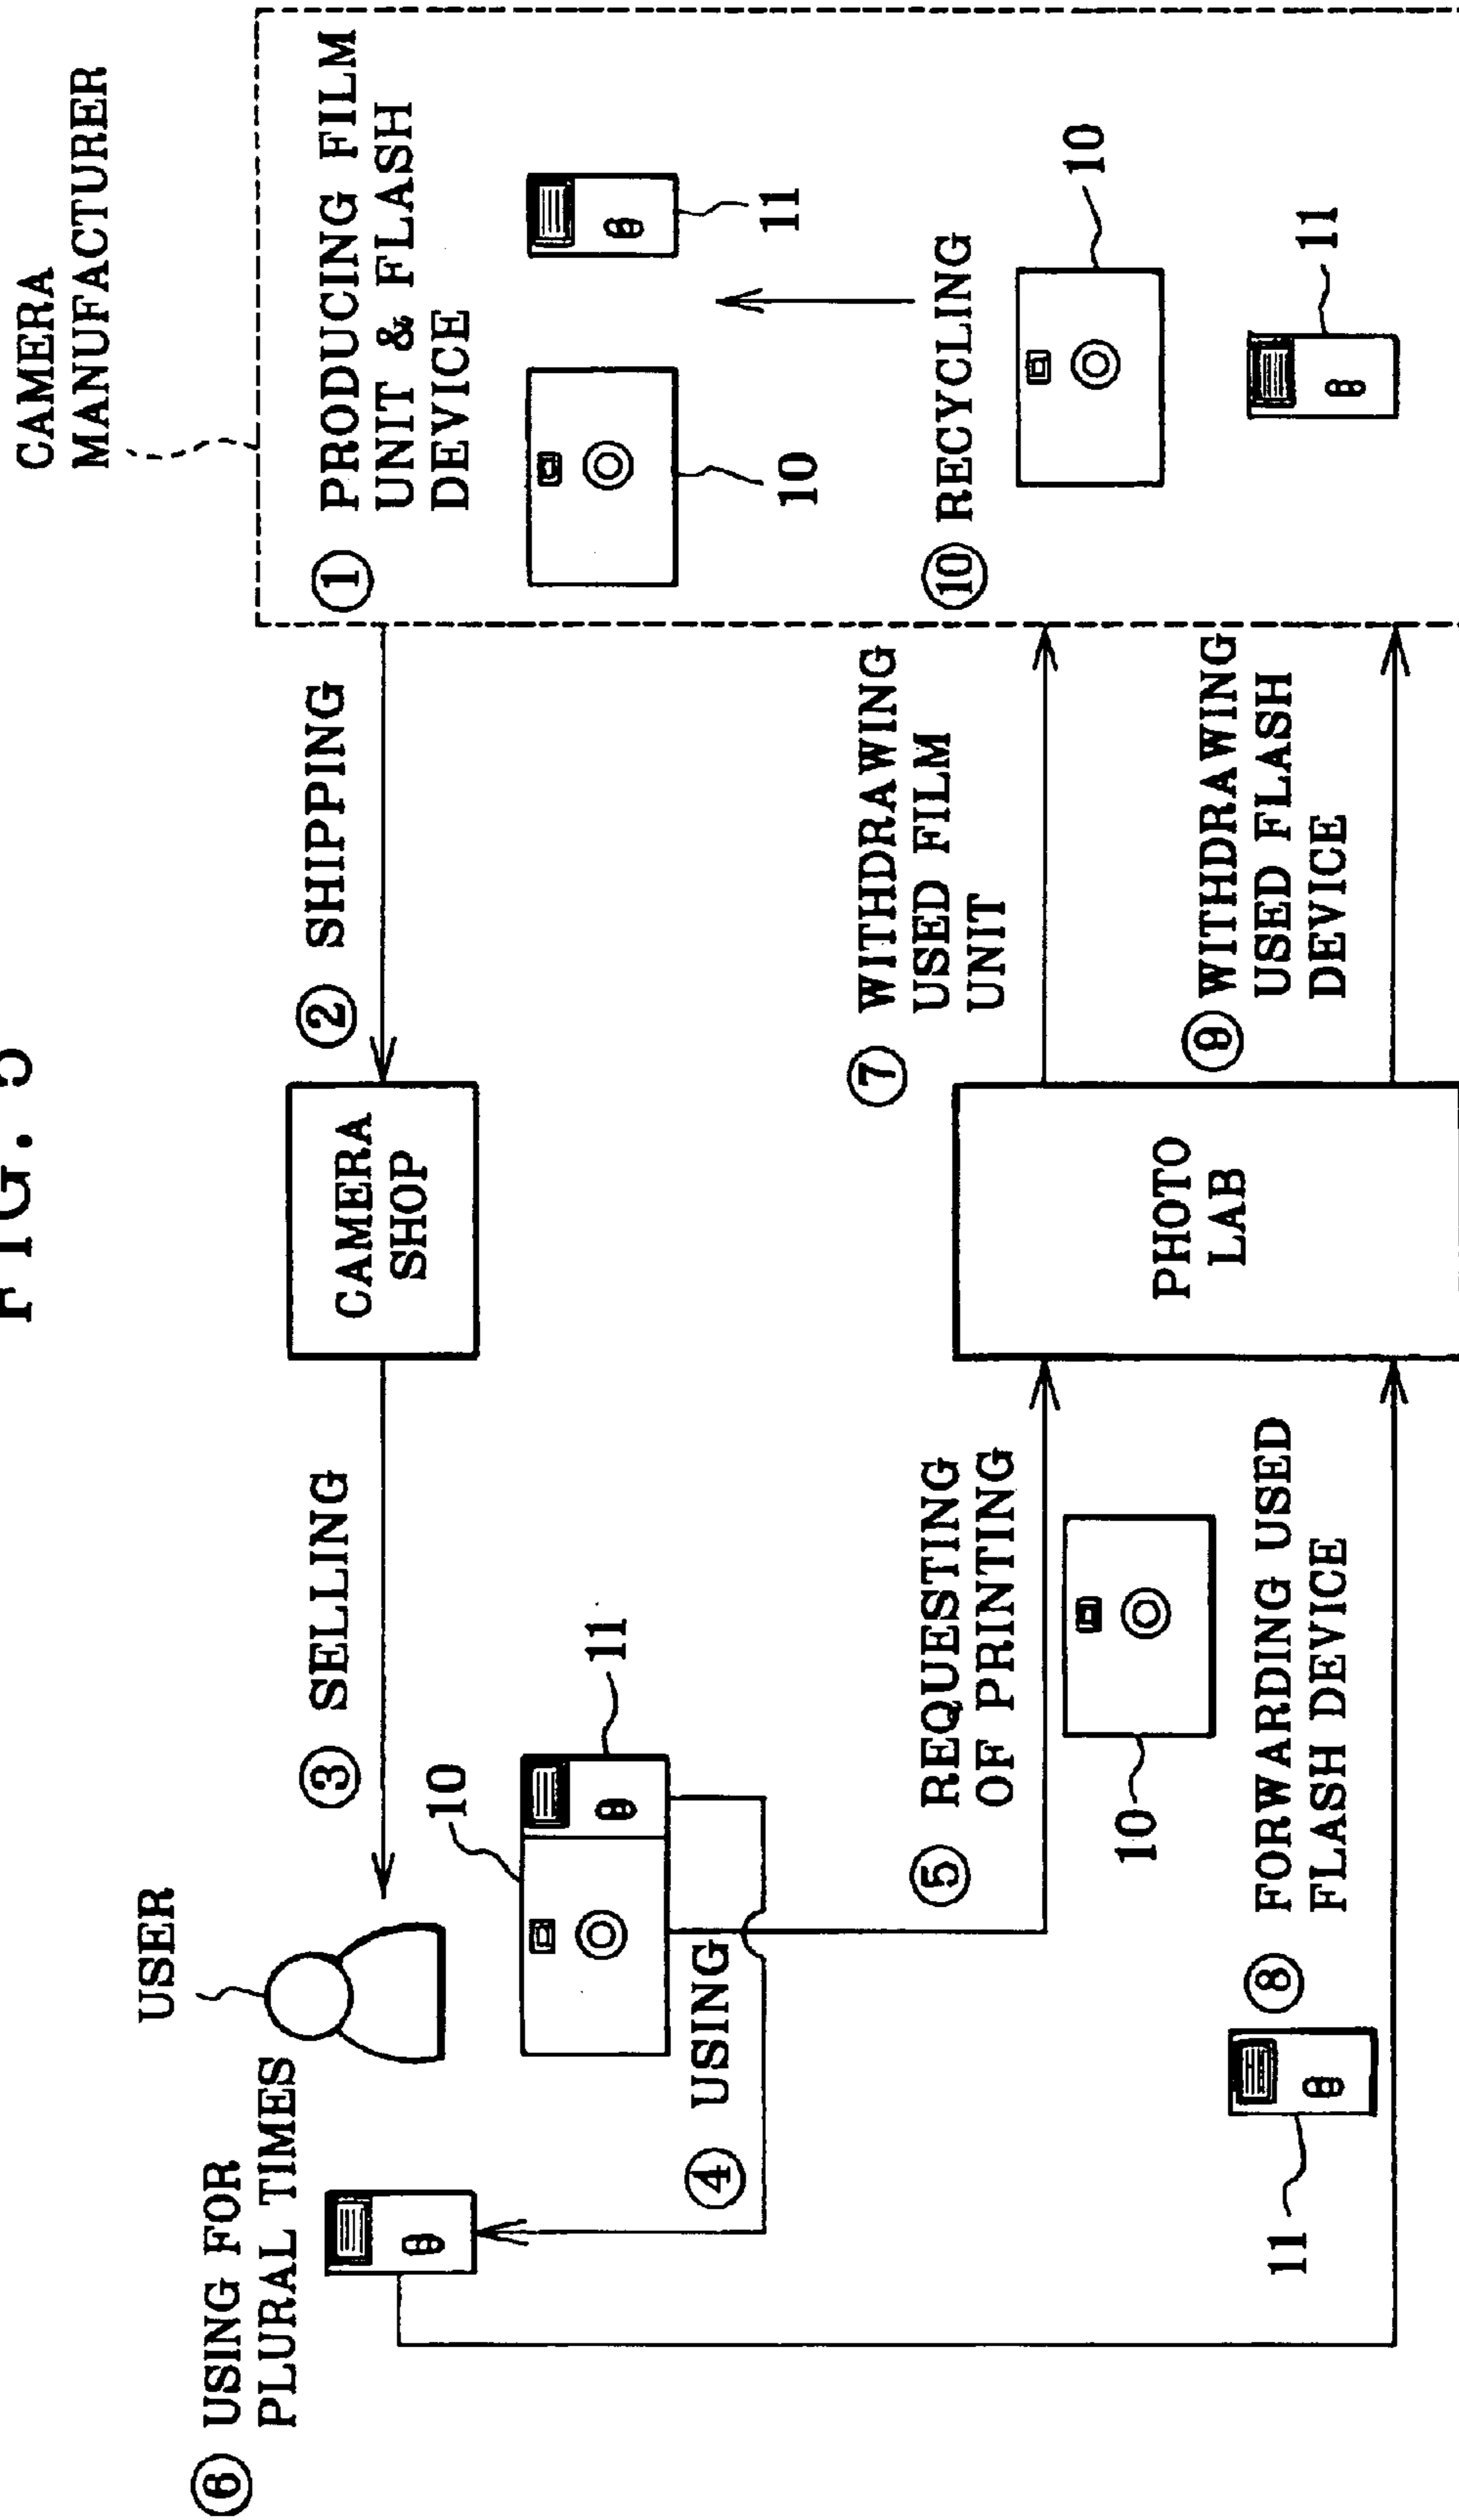 FIG. 5
CAMERA
MANUFACTURER
① PRODUCING FILM
UNIT & FLASH
DEVICE
10
11
⑩ RECYCLING
10
11
② SHIPPING
CAMERA
SHOP
③ SELLING
USER
10
11
④ USING
⑤ REQUESTING
OF PRINTING
10
⑥ USING FOR
PLURAL TIMES
⑦ WITHDRAWING
USED FILM
UNIT
PHOTO
LAB
⑧ FORWARDING USED
FLASH DEVICE
11
⑨ WITHDRAWING
USED FLASH
DEVICE